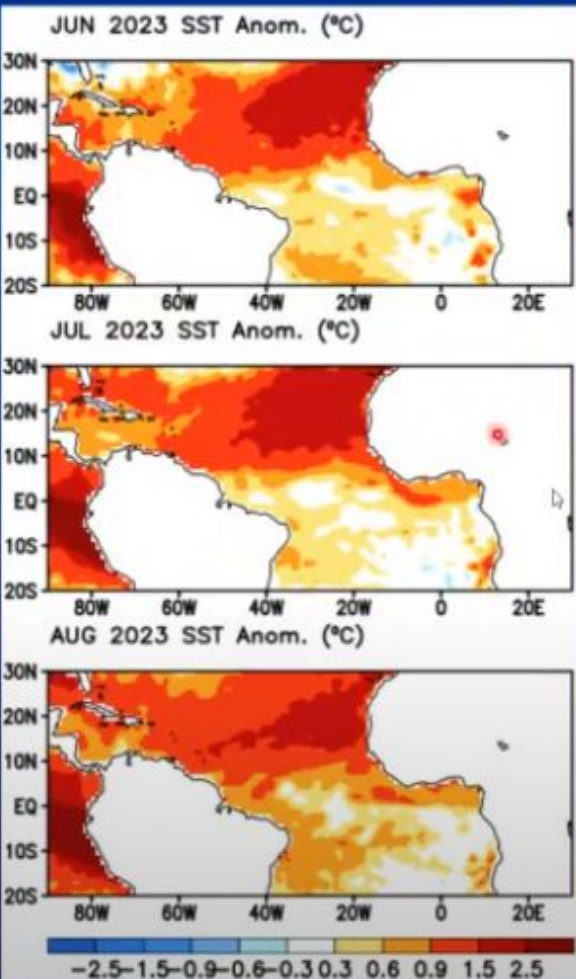 JUN 2023 SST Anom. (°C)
30N
20N
10N
EQ
10S
20S
80W 60W 40W 20W 0 20E
JUL 2023 SST Anom. (°C)
30N
20N
10N
EQ
10S
20S
80W 60W 40W 20W 0 20E
AUG 2023 SST Anom. (°C)
30N
20N
10N
EQ
10S
20S
80W 60W 40W 20W 0 20E
-2.5-1.5-0.9-0.6-0.3 0.3 0.6 0.9 1.5 2.5